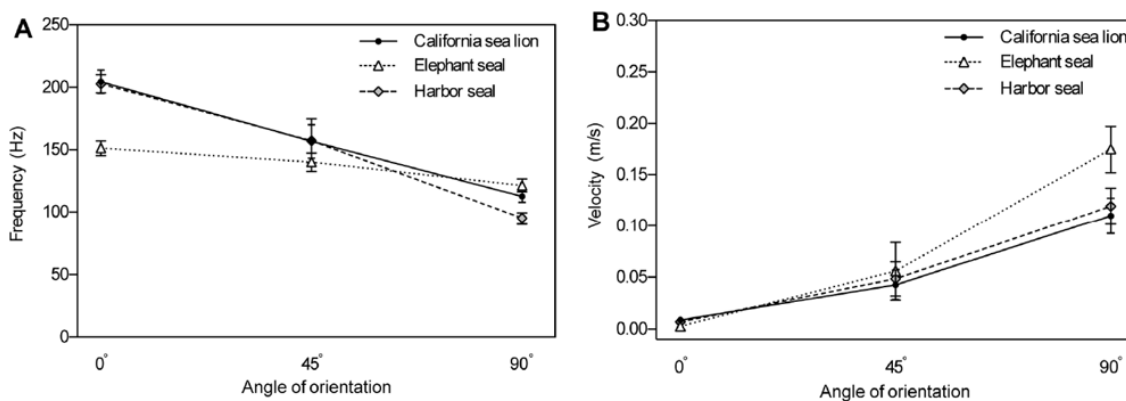 A
250
200
150
100
50
0
Frequency (Hz)
0°
45°
90°
Angle of orientation
California sea lion
Elephant seal
Harbor seal
B
0.30
0.25
0.20
0.15
0.10
0.05
0.00
Velocity (m/s)
0°
45°
90°
Angle of orientation
California sea lion
Elephant seal
Harbor seal